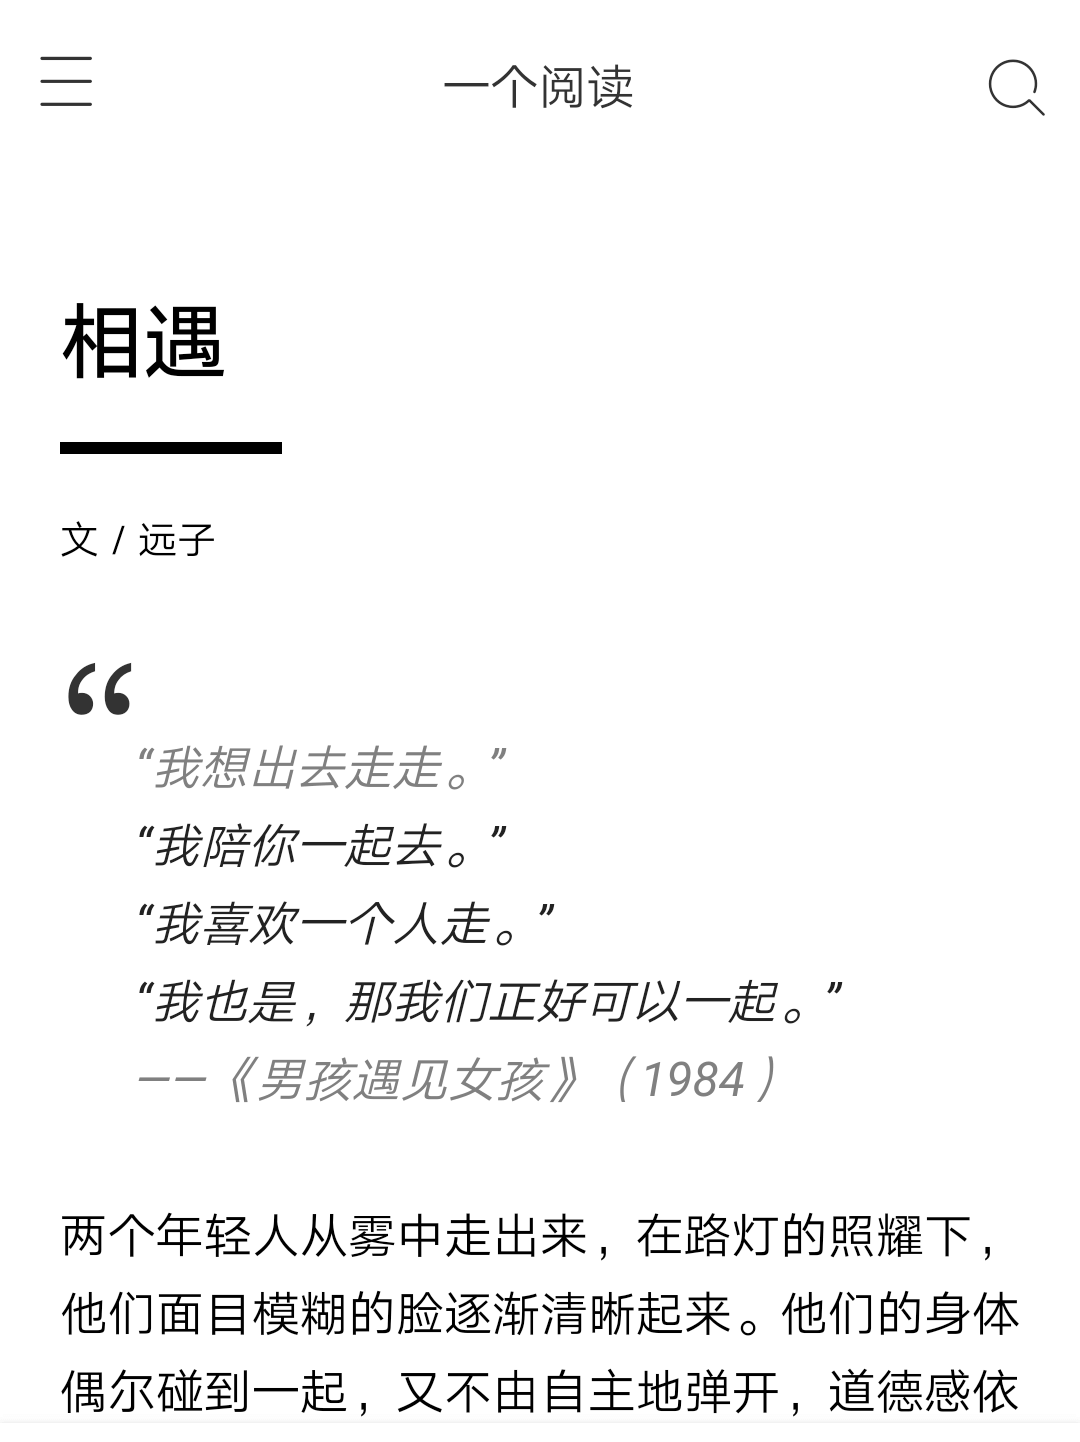 一个阅读
相遇
文 / 远子
“
“我想出去走走。”
“我陪你一起去。”
“我喜欢一个人走。”
“我也是，那我们正好可以一起。”
——《男孩遇见女孩》（1984）
两个年轻人从雾中走出来，在路灯的照耀下，
他们面目模糊的脸逐渐清晰起来。他们的身体
偶尔碰到一起，又不由自主地弹开，道德感依